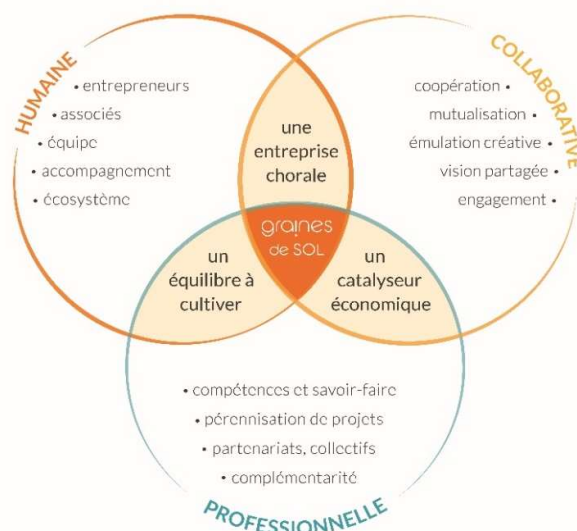 HUMAINE
• entrepreneurs
• associés
• équipe
• accompagnement
• écosystème
COLLABORATIVE
coopération •
mutualisation •
émulation créative •
vision partagée •
engagement •
une
entreprise
chorale
graines
de SOL
un
équilibre à
cultiver
un
catalyseur
économique
• compétences et savoir-faire
• pérennisation de projets
• partenariats, collectifs
• complémentarité
PROFESSIONNELLE